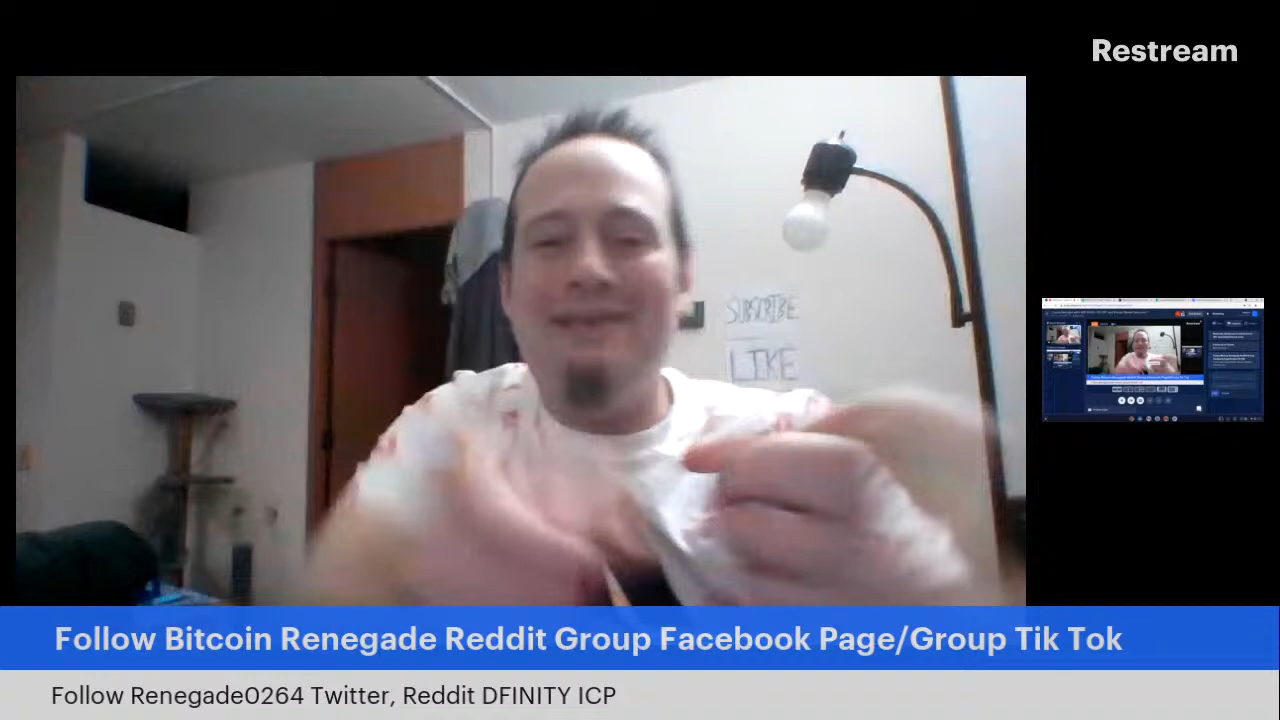 Restream
SUBSCRIBE
LIKE
Follow Bitcoin Renegade Reddit Group Facebook Page/Group Tik Tok
Follow Renegade0264 Twitter, Reddit DFINITY ICP